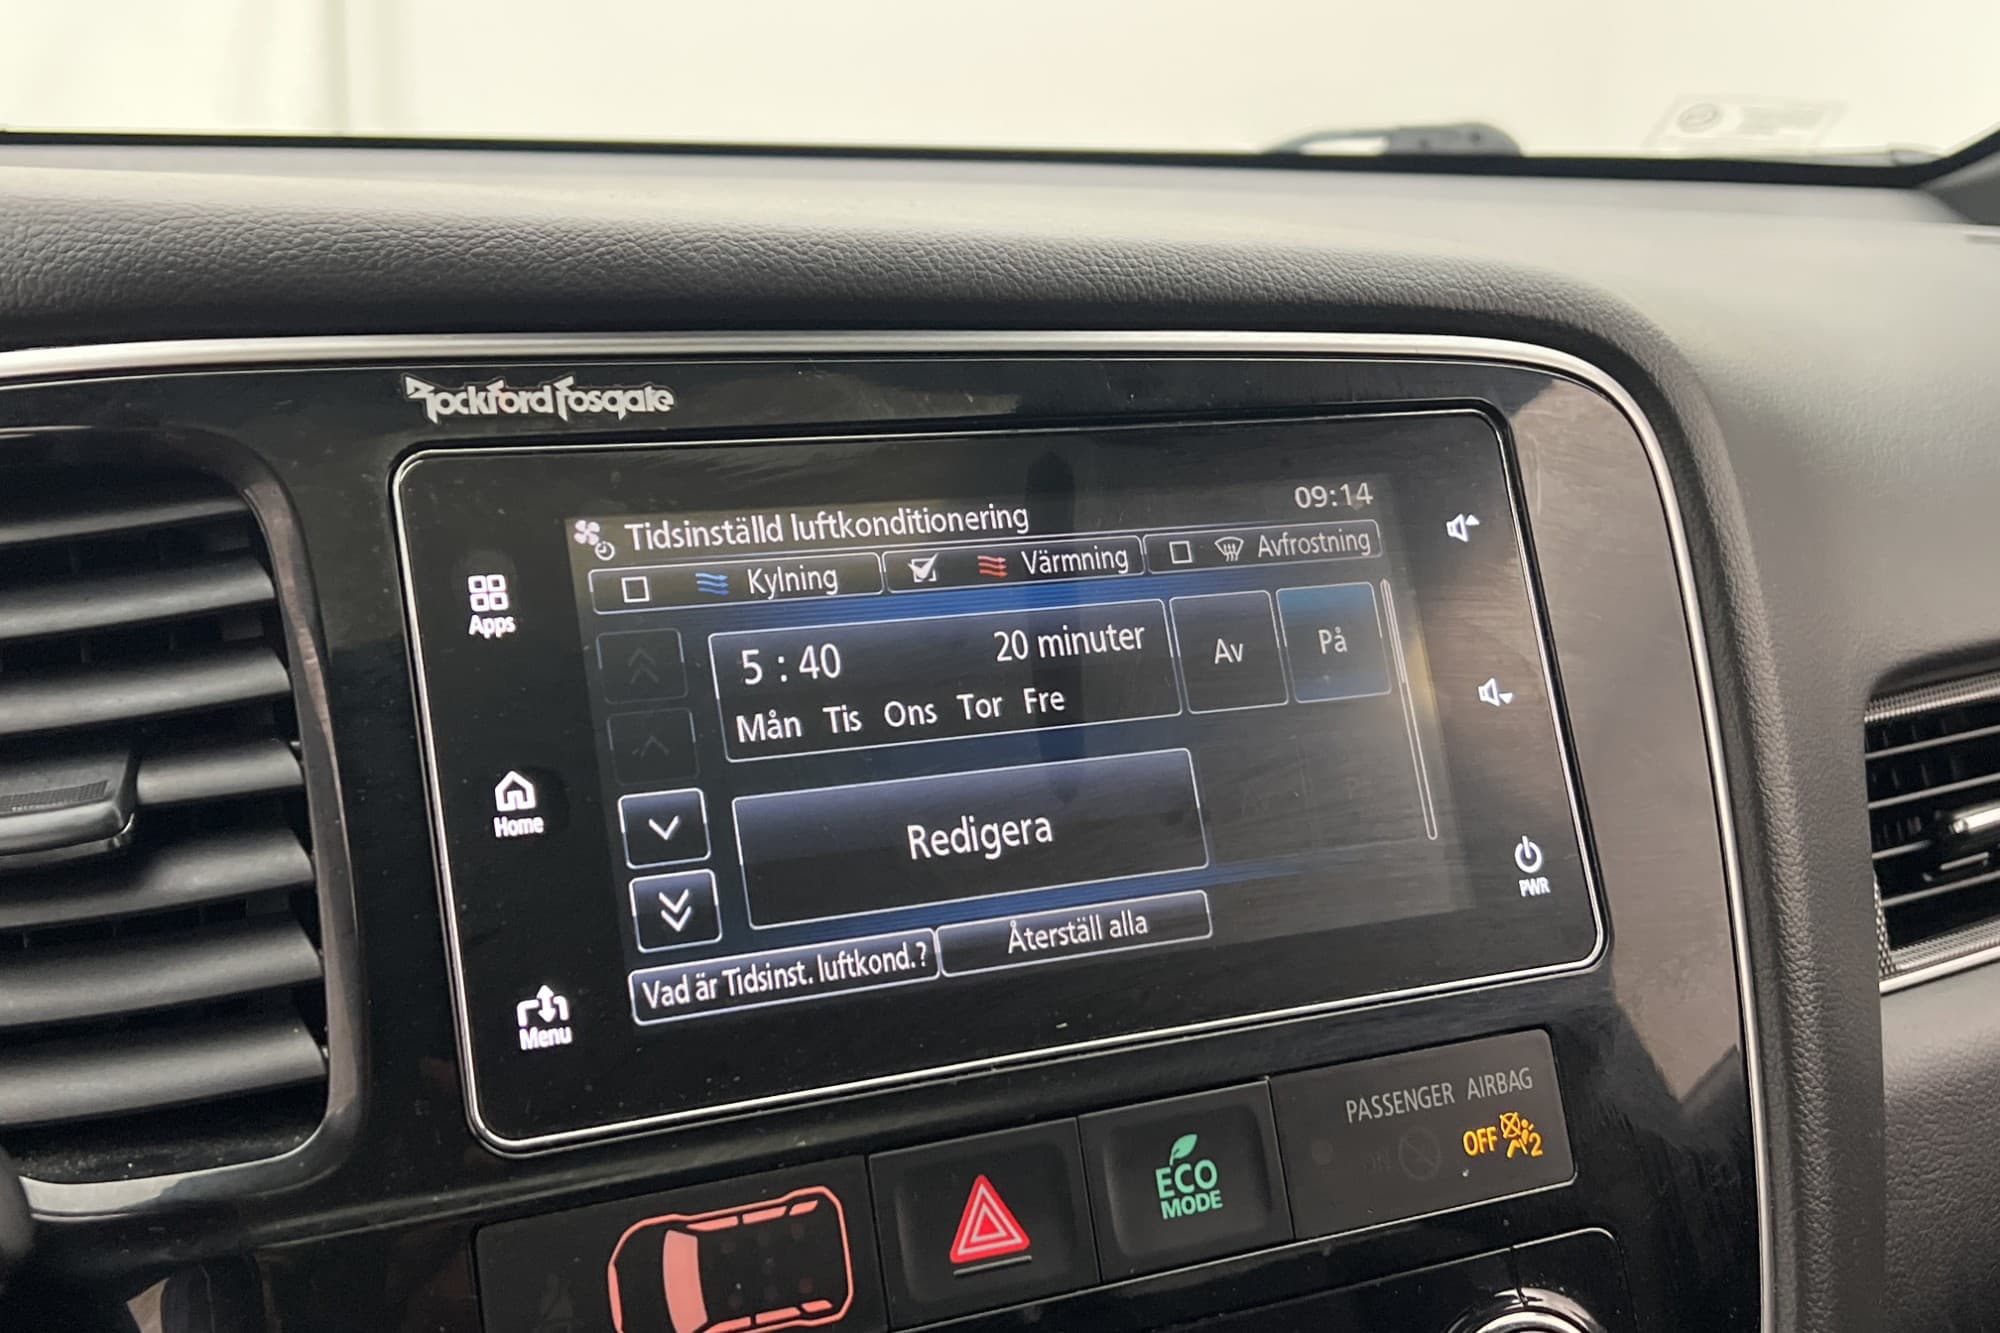 Rockford Fosgate
09:14
Tidsinställd luftkonditionering
Kylning
Värmning
Avfrostning
Apps
5 : 40
20 minuter
Av
På
Mån Tis Ons Tor Fre
Home
Redigera
PWR
Vad är Tidsinst. luftkond.?
Återställ alla
Menu
PASSENGER AIRBAG
OFF
2
ECO
MODE